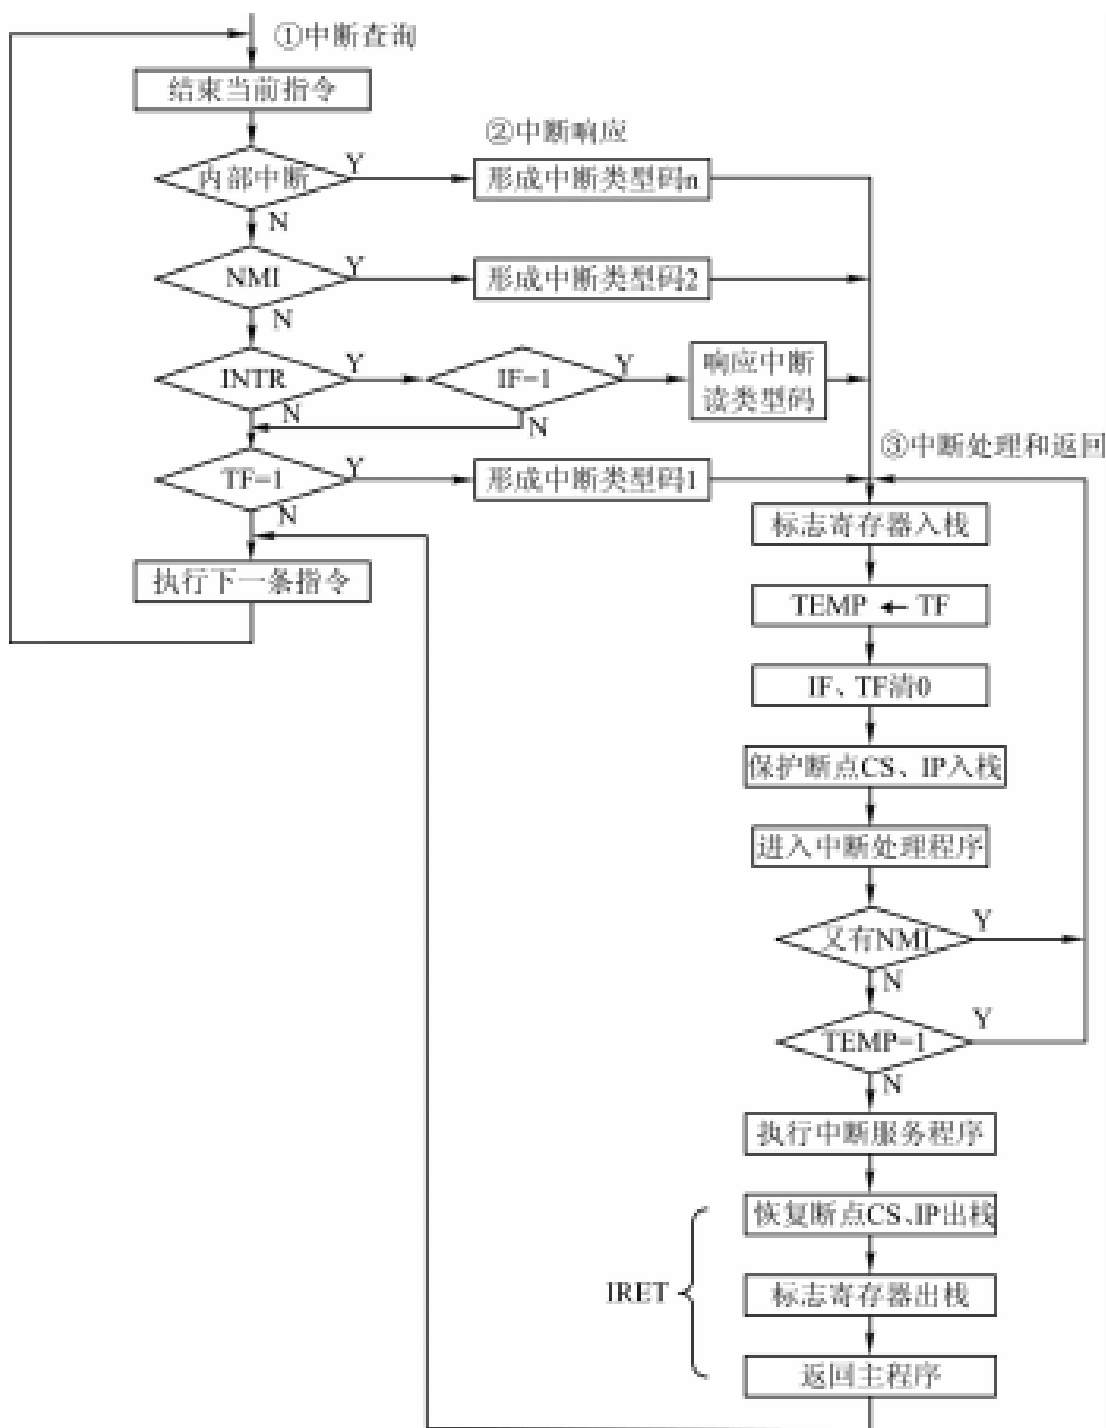 ①中断查询
结束当前指令
②中断响应
内部中断
Y
形成中断类型码n
N
NMI
Y
形成中断类型码2
N
INTR
Y
IF=1
Y
响应中断
读类型码
N
N
③中断处理和返回
TF=1
Y
形成中断类型码1
N
标志寄存器入栈
执行下一条指令
TEMP ← TF
IF、TF清0
保护断点CS、IP入栈
进入中断处理程序
又有NMI
Y
N
TEMP=1
Y
N
执行中断服务程序
恢复断点CS、IP出栈
IRET
标志寄存器出栈
返回主程序